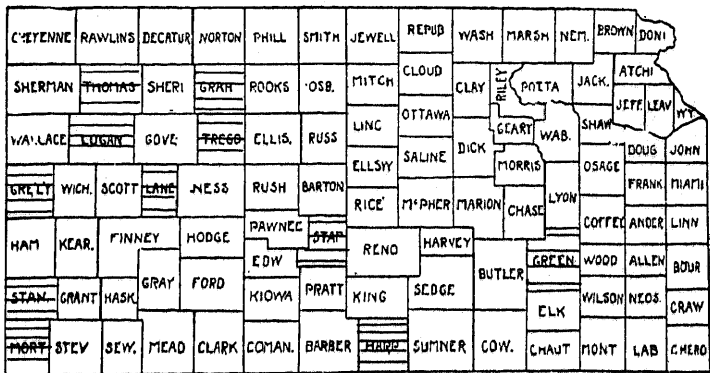 CHEYENNE RAWLINS DECATUR NORTON PHILL SMITH JEWELL REPUB WASH MARSH NEM. BROWN DONI
SHERMAN THOMAS SHERI GRAH ROOKS OSB. MITCH CLOUD CLAY RILEY POTTA JACK. ATCHI
JEFF. LEAV WY.
WALLACE LOGAN GOVE TREGO ELLIS. RUSS LINC OTTAWA DICK GEARY WAB. SHAW DOUG JOHN
GREELY WICH. SCOTT LANE NESS RUSH BARTON ELLSW SALINE MORRIS LYON OSAGE FRANK MIAMI
RICE McPHER MARION CHASE COFFEY ANDER LINN
HAM KEAR. FINNEY HODGE PAWNEE STAF RENO HARVEY
EDW BUTLER GREEN. WOOD ALLEN BOUR
STAN. GRANT HASK. GRAY FORD KIOWA PRATT KING SEDGE ELK WILSON NEOS. CRAW
MORT STEV SEW. MEAD CLARK COMAN. BARBER HARP SUMNER COW. CHAUT MONT LAB CHERO